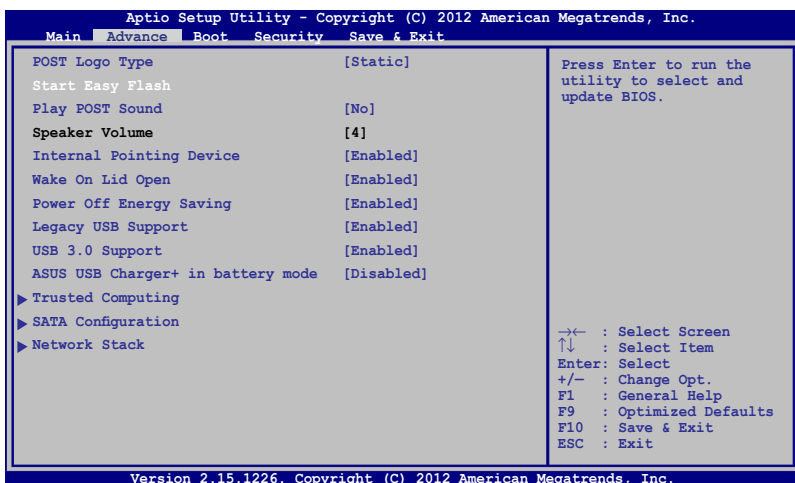 Aptio Setup Utility - Copyright (C) 2012 American Megatrends, Inc.
Main Advance Boot Security Save & Exit
POST Logo Type [Static]
Start Easy Flash
Play POST Sound [No]
Speaker Volume [4]
Internal Pointing Device [Enabled]
Wake On Lid Open [Enabled]
Power Off Energy Saving [Enabled]
Legacy USB Support [Enabled]
USB 3.0 Support [Enabled]
ASUS USB Charger+ in battery mode [Disabled]
Trusted Computing
SATA Configuration
Network Stack
Press Enter to run the
utility to select and
update BIOS.
→← : Select Screen
↑↓ : Select Item
Enter: Select
+/— : Change Opt.
F1 : General Help
F9 : Optimized Defaults
F10 : Save & Exit
ESC : Exit
Version 2.15.1226. Copyright (C) 2012 American Megatrends, Inc.